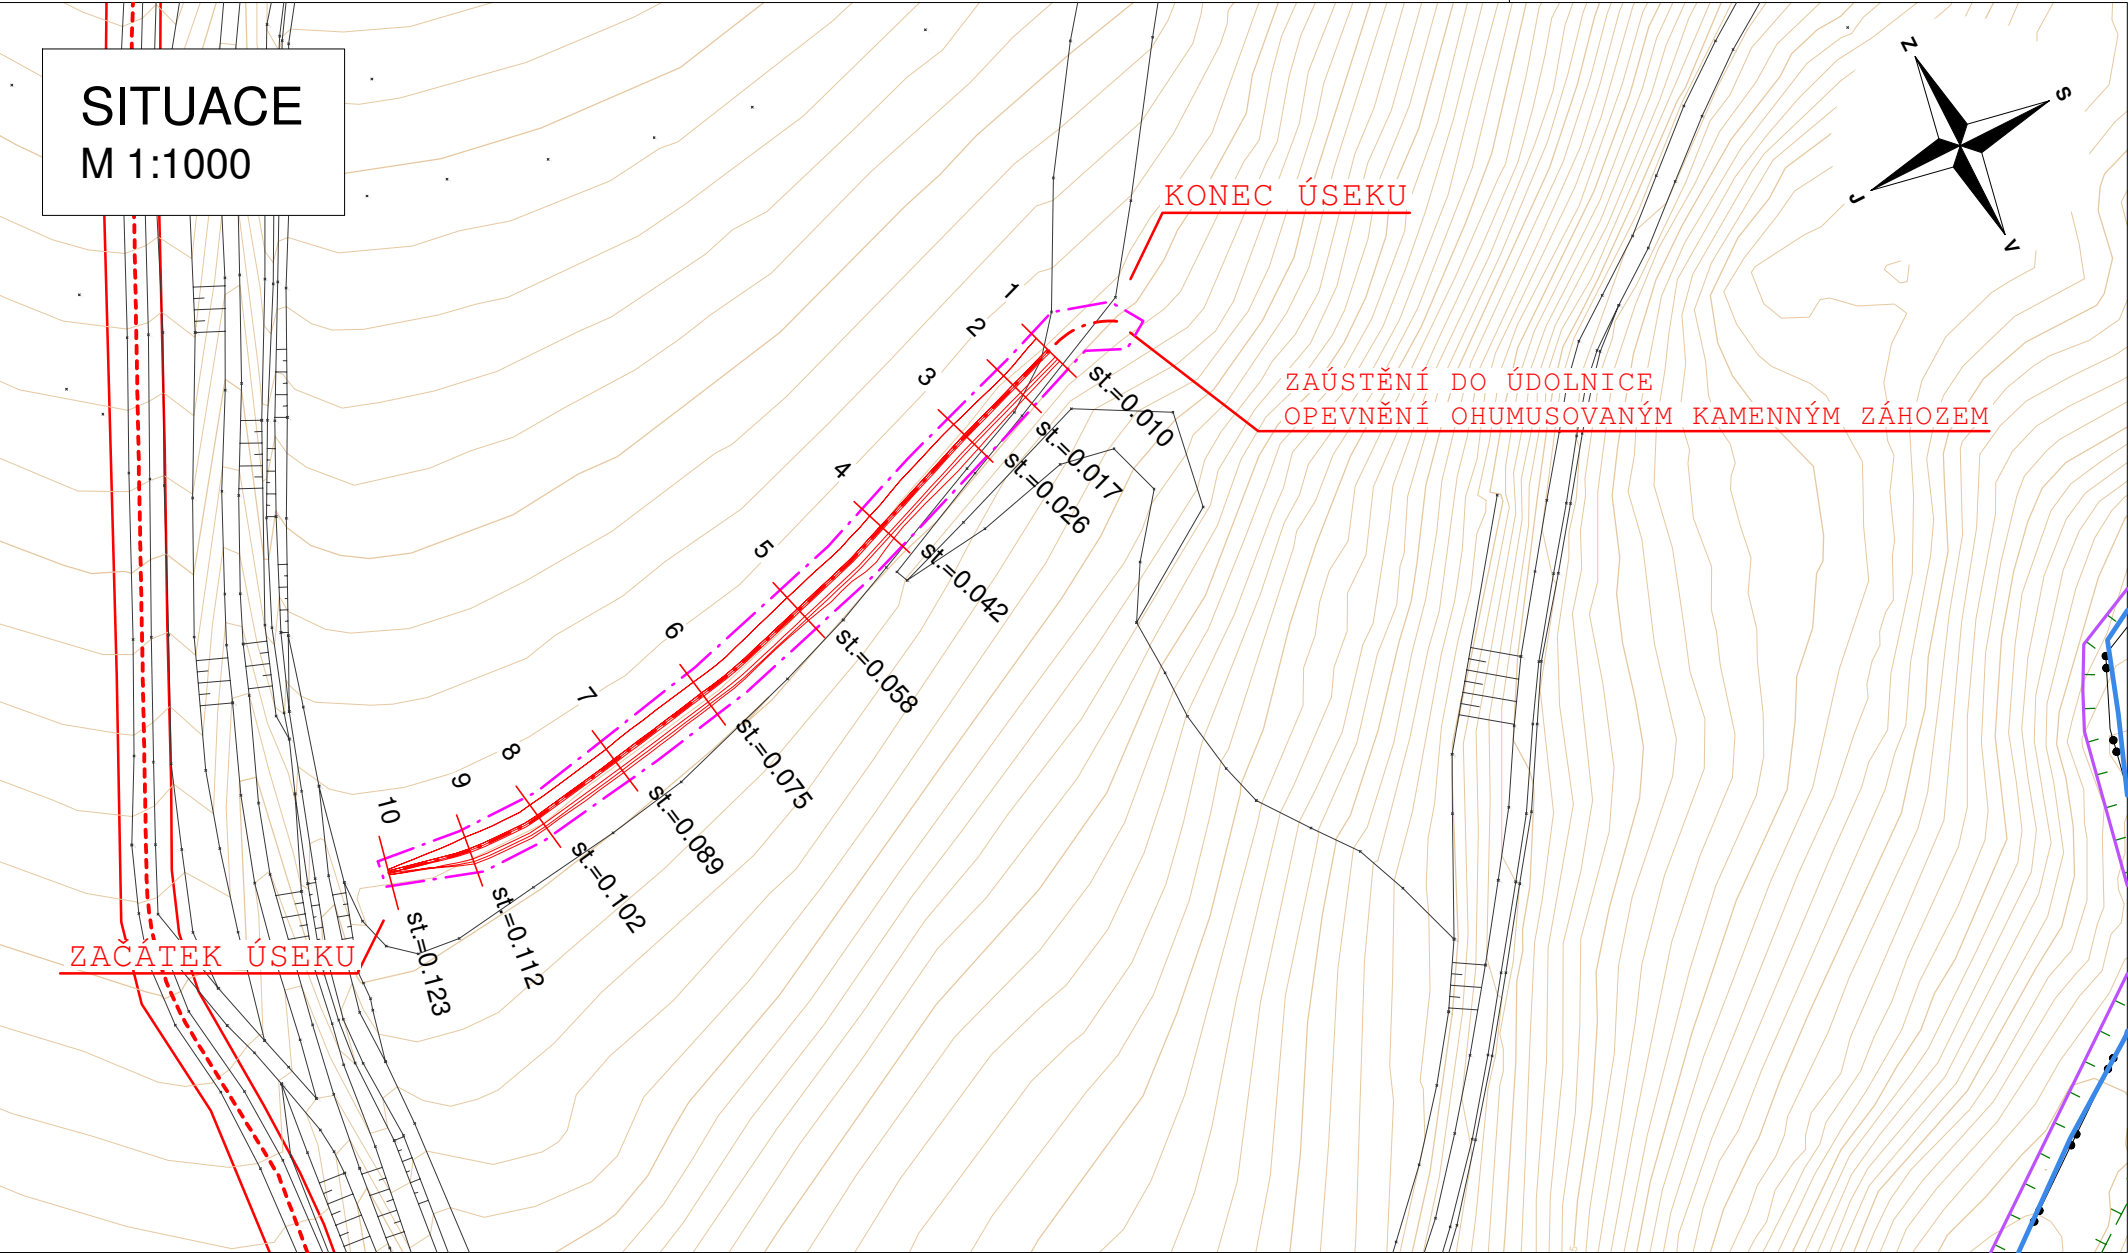 SITUACE
M 1:1000
Z
S
J
V
KONEC ÚSEKU
ZAÚSTĚNÍ DO ÚDOLNICE
OPEVNĚNÍ OHUMUSOVANÝM KAMENNÝM ZÁHOZEM
1
2
3
4
5
6
7
8
9
10
st.=0.010
st.=0.017
st.=0.026
st.=0.042
st.=0.058
st.=0.075
st.=0.089
st.=0.102
st.=0.112
st.=0.123
ZAČÁTEK ÚSEKU